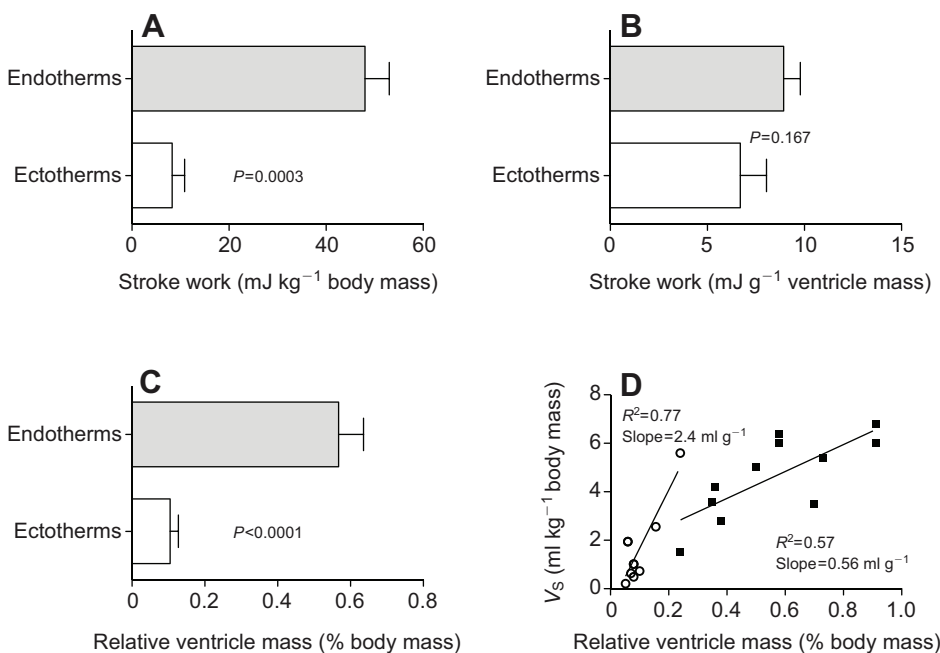 A
Endotherms
Ectotherms
P=0.0003
0 20 40 60
Stroke work (mJ kg⁻¹ body mass)
B
Endotherms
Ectotherms
P=0.167
0 5 10 15
Stroke work (mJ g⁻¹ ventricle mass)
C
Endotherms
Ectotherms
P<0.0001
0 0.2 0.4 0.6 0.8
Relative ventricle mass (% body mass)
D
8
6
4
2
0
VS (ml kg⁻¹ body mass)
R²=0.77
Slope=2.4 ml g⁻¹
R²=0.57
Slope=0.56 ml g⁻¹
0 0.2 0.4 0.6 0.8 1.0
Relative ventricle mass (% body mass)